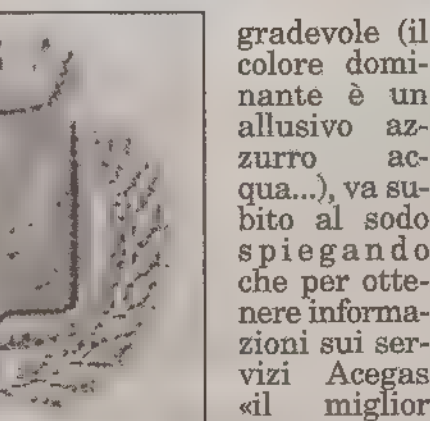 gradevole (il
colore domi-
nante è un
allusivo az-
zurro ac-
qua...), va su-
bito al sodo
spiegando
che per otte-
nere informa-
zioni sui ser-
vizi Acegas
«il miglior